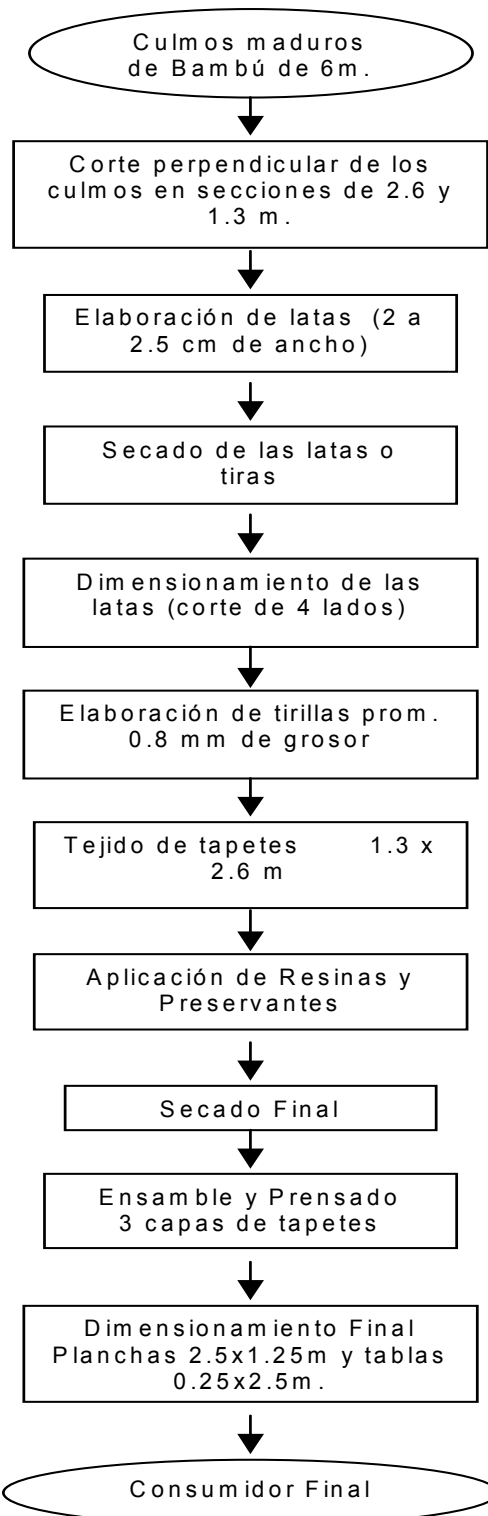 Culmos maduros
de Bambú de 6m.
Corte perpendicular de los
culmos en secciones de 2.6 y
1.3 m.
Elaboración de latas (2 a
2.5 cm de ancho)
Secado de las latas o
tiras
Dimensionamiento de las
latas (corte de 4 lados)
Elaboración de tirillas prom.
0.8 mm de grosor
Tejido de tapetes 1.3 x
2.6 m
Aplicación de Resinas y
Preservantes
Secado Final
Ensamble y Prensado
3 capas de tapetes
Dimensionamiento Final
Planchas 2.5x1.25m y tablas
0.25x2.5m.
Consumidor Final